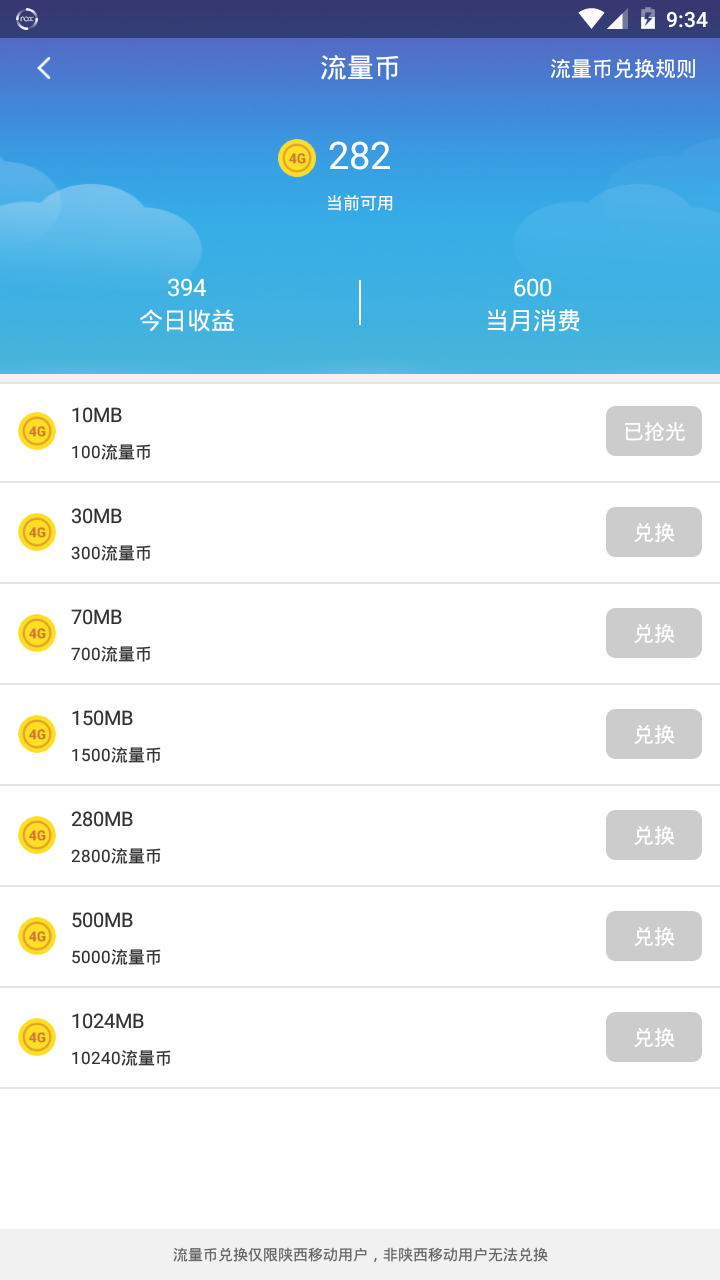 9:34
流量币
流量币兑换规则
4G 282
当前可用
394
今日收益
600
当月消费
4G
10MB
100流量币
已抢光
4G
30MB
300流量币
兑换
4G
70MB
700流量币
兑换
4G
150MB
1500流量币
兑换
4G
280MB
2800流量币
兑换
4G
500MB
5000流量币
兑换
4G
1024MB
10240流量币
兑换
流量币兑换仅限陕西移动用户，非陕西移动用户无法兑换